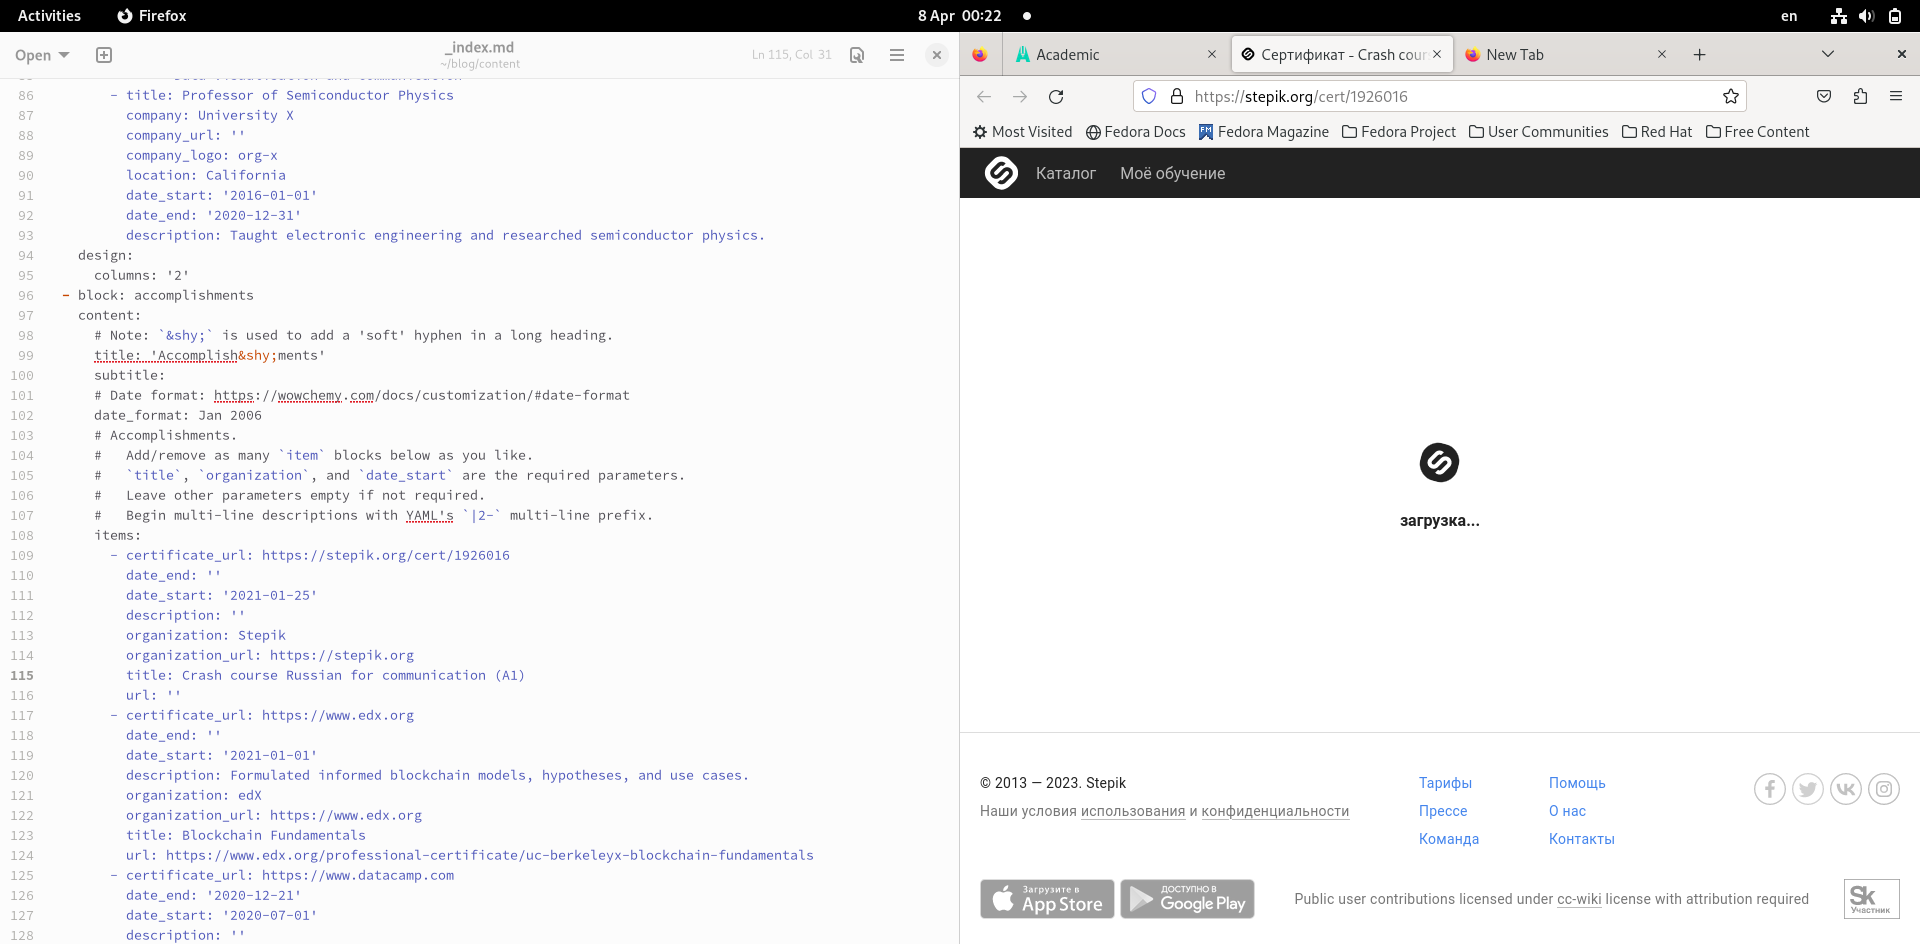 Activities Firefox 8 Apr 00:22 en
Open _index.md Ln 115, Col 31
~/blog/content
86 - title: Professor of Semiconductor Physics
87 company: University X
88 company_url: ''
89 company_logo: org-x
90 location: California
91 date_start: '2016-01-01'
92 date_end: '2020-12-31'
93 description: Taught electronic engineering and researched semiconductor physics.
94 design:
95 columns: '2'
96 - block: accomplishments
97 content:
98 # Note: `&shy;` is used to add a 'soft' hyphen in a long heading.
99 title: 'Accomplish&shy;ments'
100 subtitle:
101 # Date format: https://wowchemy.com/docs/customization/#date-format
102 date_format: Jan 2006
103 # Accomplishments.
104 #   Add/remove as many `item` blocks below as you like.
105 #   `title`, `organization`, and `date_start` are the required parameters.
106 #   Leave other parameters empty if not required.
107 #   Begin multi-line descriptions with YAML's `|2-` multi-line prefix.
108 items:
109 - certificate_url: https://stepik.org/cert/1926016
110 date_end: ''
111 date_start: '2021-01-25'
112 description: ''
113 organization: Stepik
114 organization_url: https://stepik.org
115 title: Crash course Russian for communication (A1)
116 url: ''
117 - certificate_url: https://www.edx.org
118 date_end: ''
119 date_start: '2021-01-01'
120 description: Formulated informed blockchain models, hypotheses, and use cases.
121 organization: edX
122 organization_url: https://www.edx.org
123 title: Blockchain Fundamentals
124 url: https://www.edx.org/professional-certificate/uc-berkeleyx-blockchain-fundamentals
125 - certificate_url: https://www.datacamp.com
126 date_end: '2020-12-21'
127 date_start: '2020-07-01'
128 description: ''
Academic Сертификат - Crash cour New Tab
https://stepik.org/cert/1926016
Most Visited Fedora Docs Fedora Magazine Fedora Project User Communities Red Hat Free Content
Каталог Моё обучение
загрузка...
© 2013 — 2023. Stepik Тарифы Помощь
Наши условия использования и конфиденциальности Прессе О нас
Команда Контакты
Загрузите в App Store ДОСТУПНО В Google Play Public user contributions licensed under cc-wiki license with attribution required Sk Участник